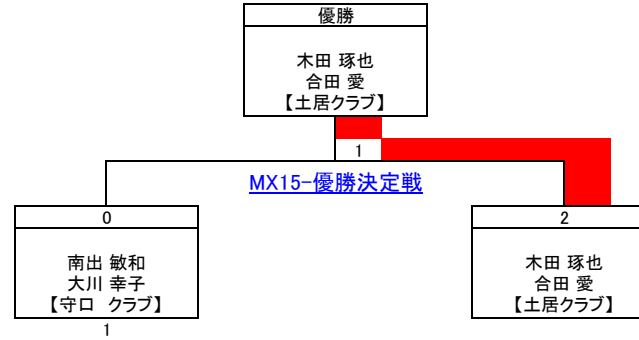 優勝
木田 琢也
合田 愛
【土居クラブ】
1
MX15-優勝決定戦
0
南出 敏和
大川 幸子
【守口　クラブ】
1
2
木田 琢也
合田 愛
【土居クラブ】